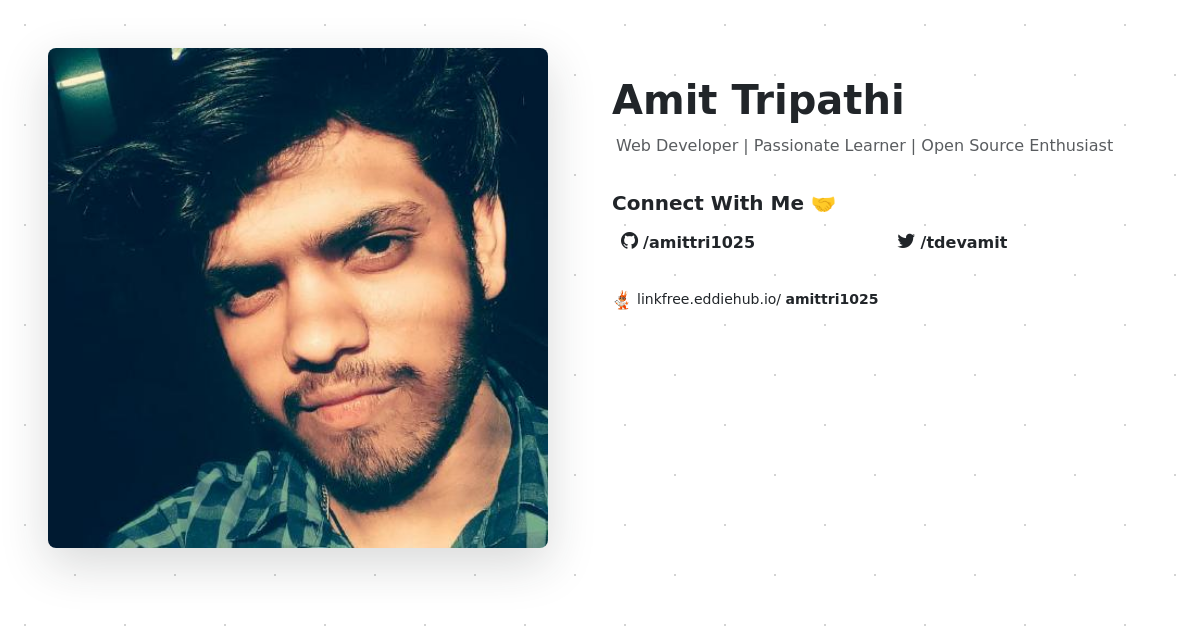 Amit Tripathi
Web Developer | Passionate Learner | Open Source Enthusiast
Connect With Me 🤝
/amittri1025 /tdevamit
linkfree.eddiehub.io/ amittri1025